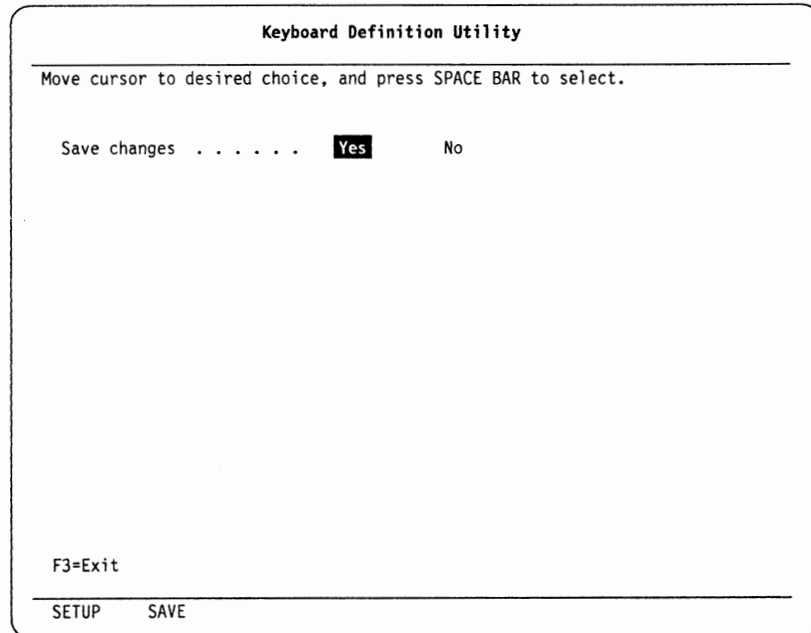 Keyboard Definition Utility
Move cursor to desired choice, and press SPACE BAR to select.
Save changes . . . . . . Yes No
F3=Exit
SETUP SAVE